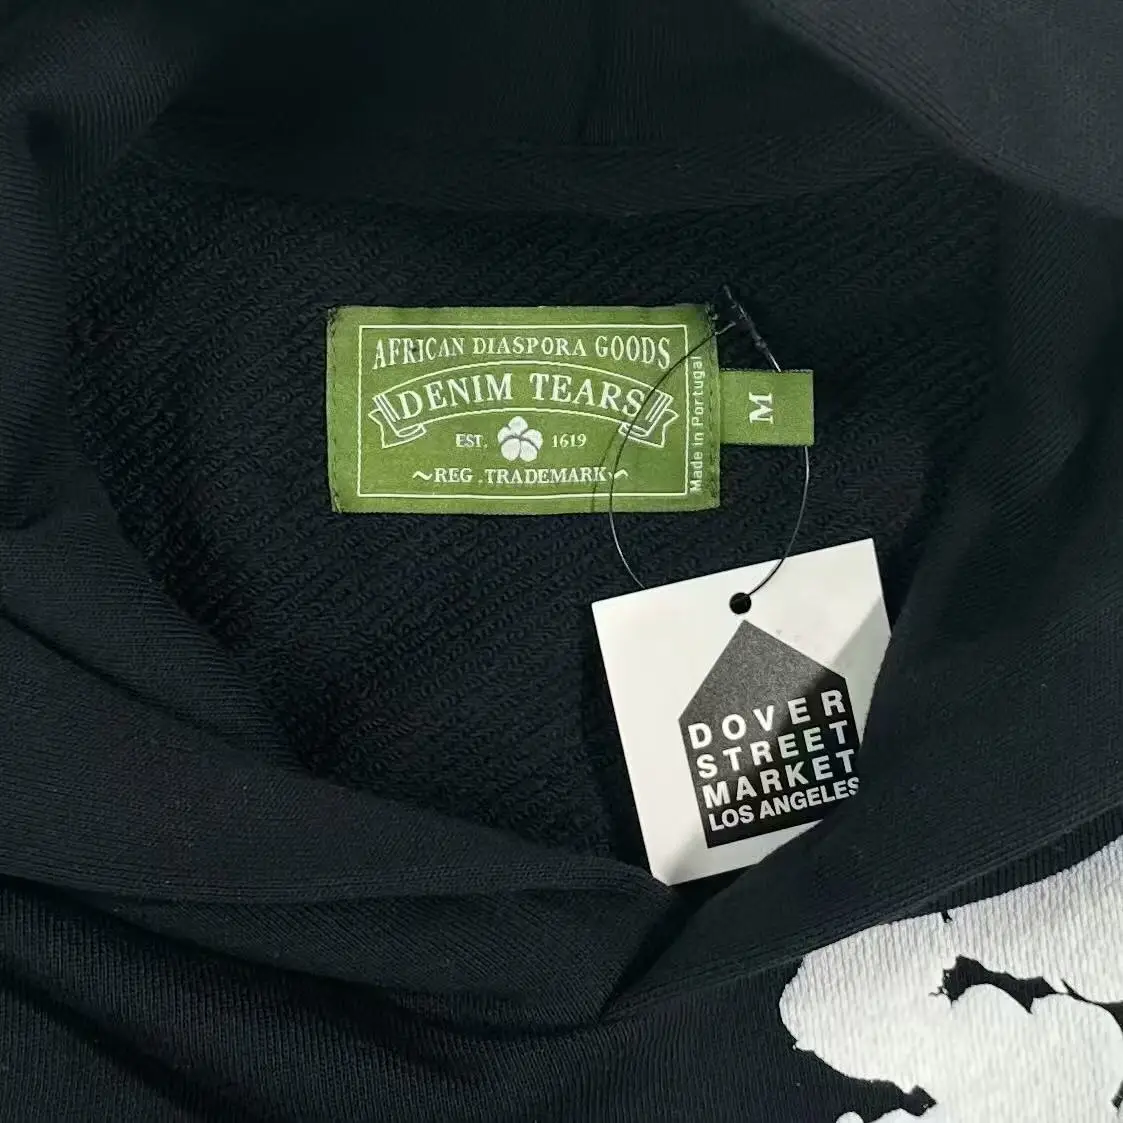 AFRICAN DIASPORA GOODS
DENIM TEARS
EST. 1619
~REG .TRADEMARK~
Made in Portugal
M
DOVER
STREET
MARKET
LOS ANGELES